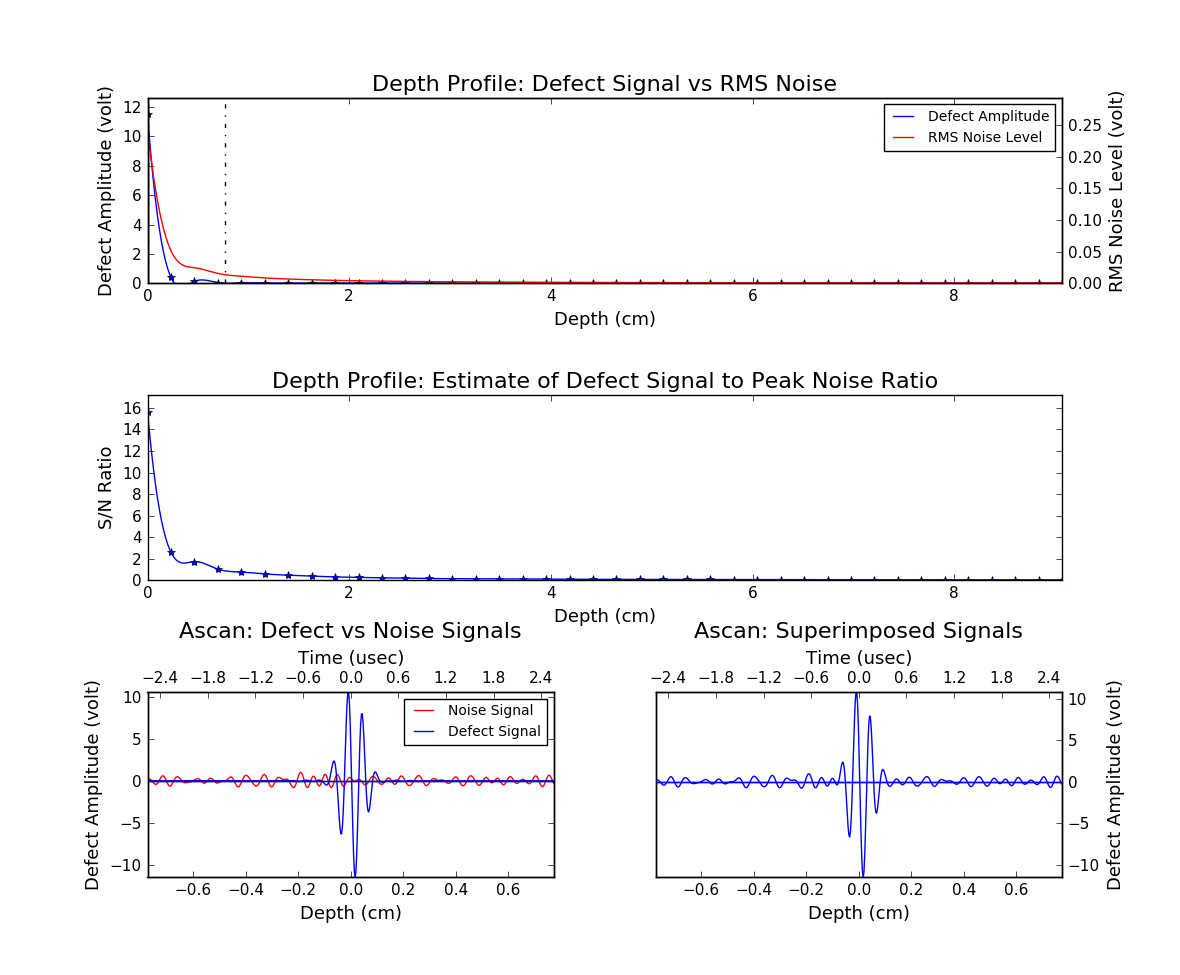 Depth Profile: Defect Signal vs RMS Noise
Defect Amplitude (volt)
12
10
8
6
4
2
0
Defect Amplitude
RMS Noise Level
0.25
0.20
0.15
0.10
0.05
0.00
RMS Noise Level (volt)
0 2 4 6 8
Depth (cm)
Depth Profile: Estimate of Defect Signal to Peak Noise Ratio
S/N Ratio
16
14
12
10
8
6
4
2
0
0 2 4 6 8
Depth (cm)
Ascan: Defect vs Noise Signals
Time (usec)
−2.4 −1.8 −1.2 −0.6 0.0 0.6 1.2 1.8 2.4
Defect Amplitude (volt)
10
5
0
−5
−10
Noise Signal
Defect Signal
−0.6 −0.4 −0.2 0.0 0.2 0.4 0.6
Depth (cm)
Ascan: Superimposed Signals
Time (usec)
−2.4 −1.8 −1.2 −0.6 0.0 0.6 1.2 1.8 2.4
10
5
0
−5
−10
Defect Amplitude (volt)
−0.6 −0.4 −0.2 0.0 0.2 0.4 0.6
Depth (cm)